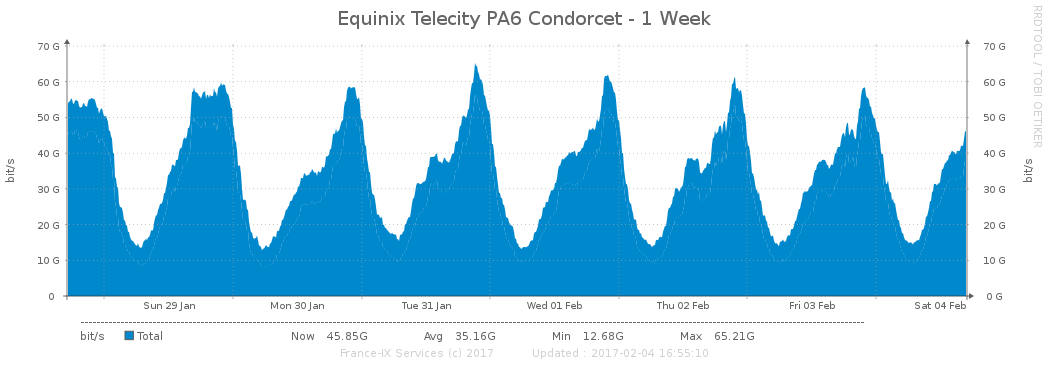 Equinix Telecity PA6 Condorcet - 1 Week
RRDTOOL / TOBI OETIKER
bit/s
70 G
60 G
50 G
40 G
30 G
20 G
10 G
0
70 G
60 G
50 G
40 G
30 G
20 G
10 G
0 G
bit/s
Sun 29 Jan Mon 30 Jan Tue 31 Jan Wed 01 Feb Thu 02 Feb Fri 03 Feb Sat 04 Feb
bit/s Total Now 45.85G Avg 35.16G Min 12.68G Max 65.21G
France-IX Services (c) 2017 Updated : 2017-02-04 16:55:10